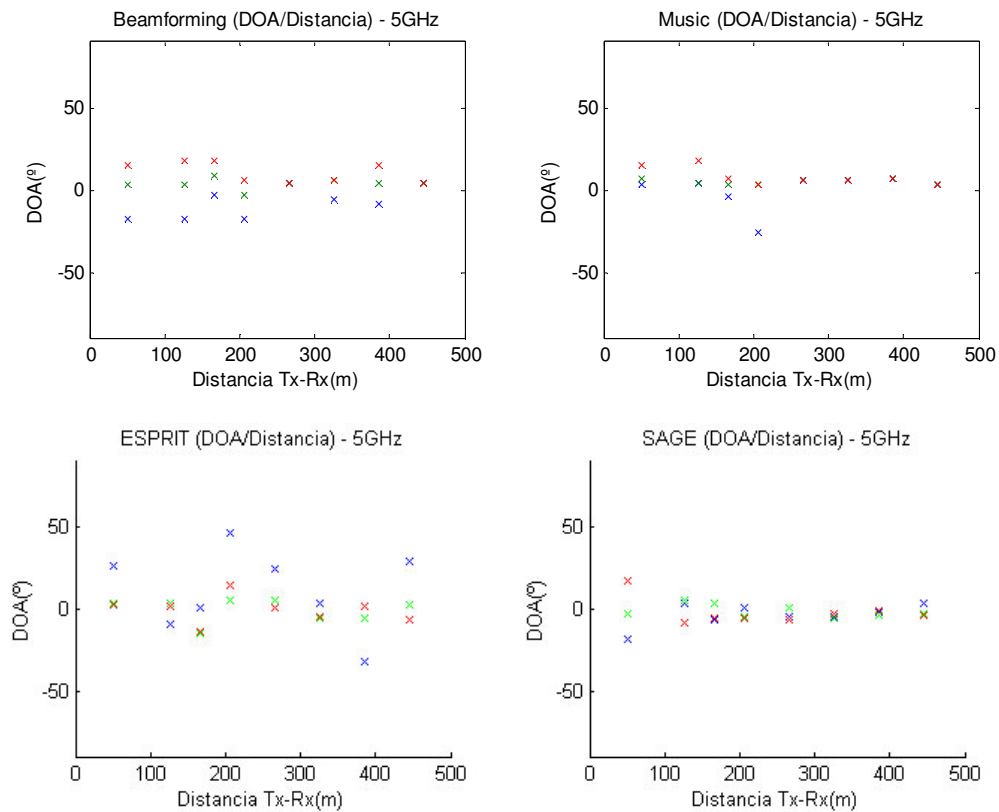 Beamforming (DOA/Distancia) - 5GHz
50
0
-50
DOA(º)
0 100 200 300 400 500
Distancia Tx-Rx(m)
Music (DOA/Distancia) - 5GHz
50
0
-50
DOA(º)
0 100 200 300 400 500
Distancia Tx-Rx(m)
ESPRIT (DOA/Distancia) - 5GHz
50
0
-50
DOA(º)
0 100 200 300 400 500
Distancia Tx-Rx(m)
SAGE (DOA/Distancia) - 5GHz
50
0
-50
DOA(º)
0 100 200 300 400 500
Distancia Tx-Rx(m)